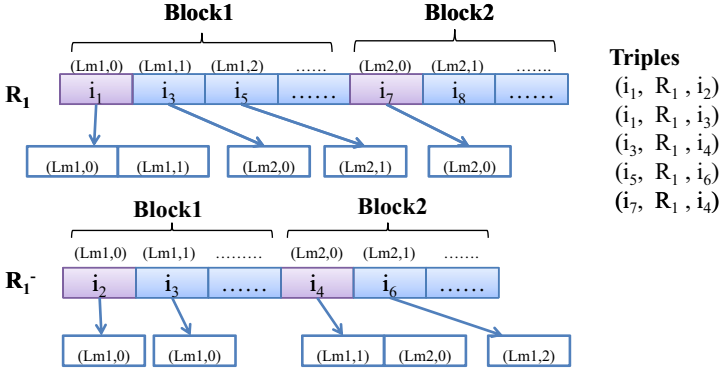 Block1 Block2
(Lm1,0) (Lm1,1) (Lm1,2) ...... (Lm2,0) (Lm2,1) .......
R₁ i₁ i₃ i₅ ...... i₇ i₈ ......
(Lm1,0) (Lm1,1) (Lm2,0) (Lm2,1) (Lm2,0)
Block1 Block2
(Lm1,0) (Lm1,1) ......... (Lm2,0) (Lm2,1) .......
R₁⁻ i₂ i₃ ...... i₄ i₆ ......
(Lm1,0) (Lm1,0) (Lm1,1) (Lm2,0) (Lm1,2)
Triples
(i₁, R₁ , i₂)
(i₁, R₁ , i₃)
(i₃, R₁ , i₄)
(i₅, R₁ , i₆)
(i₇, R₁ , i₄)